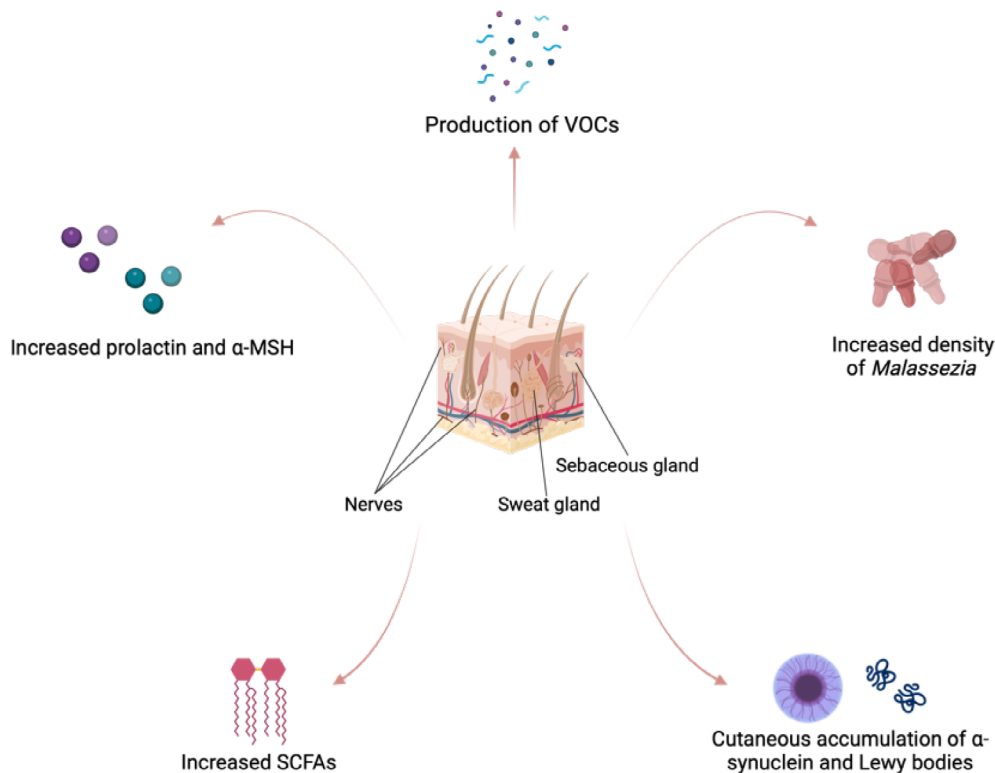 Production of VOCs
Increased prolactin and α-MSH
Increased density
of Malassezia
Sebaceous gland
Nerves
Sweat gland
Increased SCFAs
Cutaneous accumulation of α-
synuclein and Lewy bodies